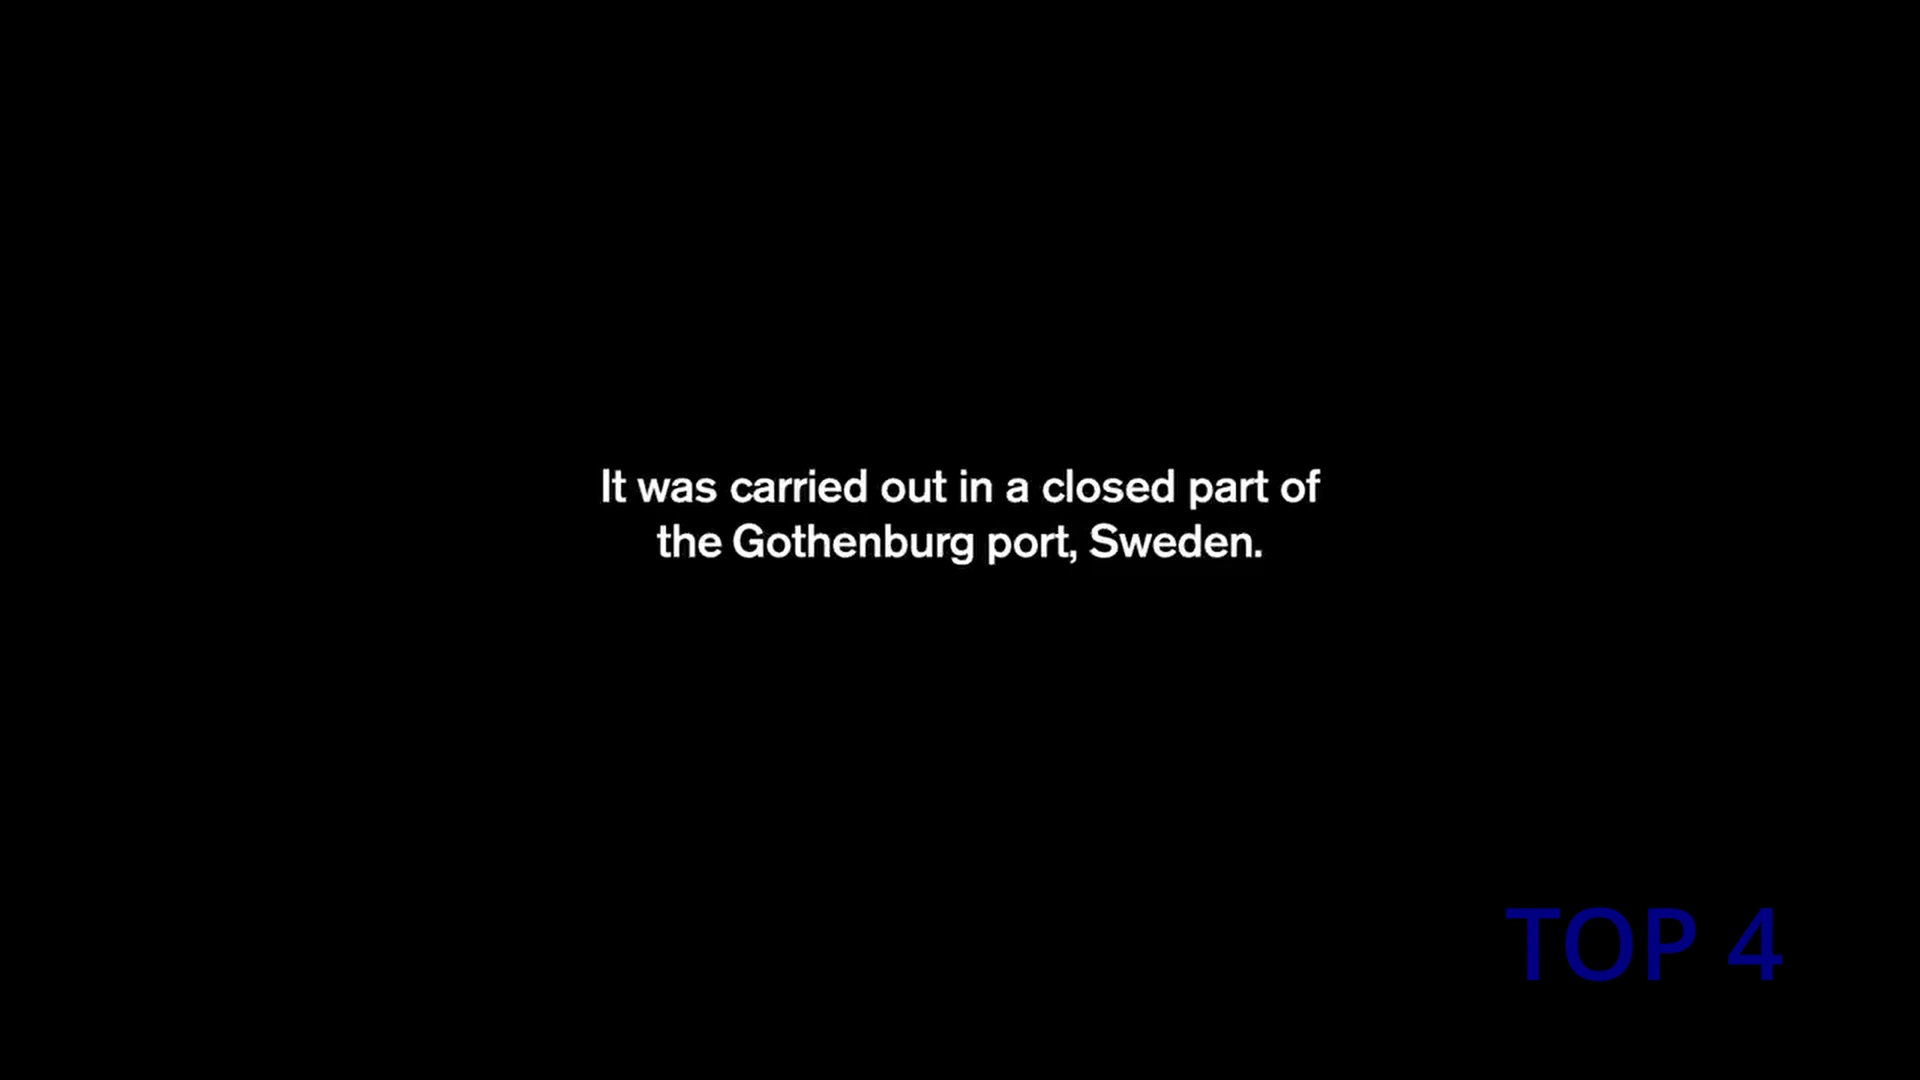 It was carried out in a closed part of
the Gothenburg port, Sweden.
TOP 4